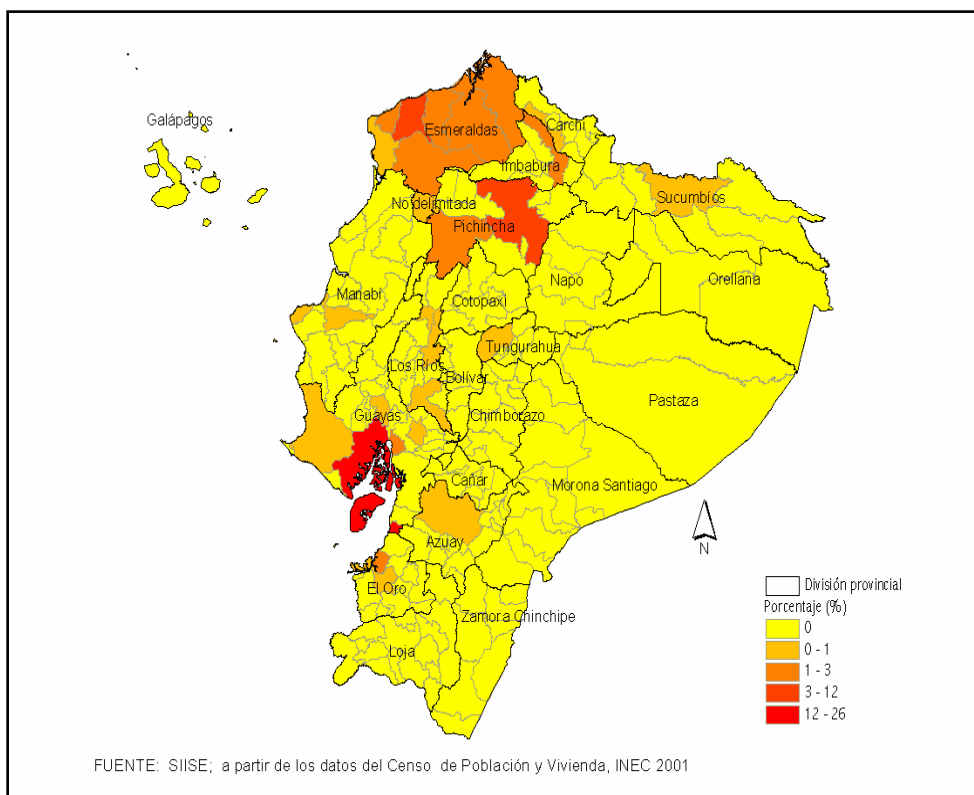 Galápagos
Esmeraldas
Carchi
Imbabura
Sucumbíos
No delimitada
Pichincha
Orellana
Napo
Manabí
Cotopaxi
Tungurahua
Los Ríos
Bolívar
Pastaza
Guayas
Chimborazo
Cañar
Morona Santiago
Azuay
N
El Oro
Zamora Chinchipe
Loja
División provincial
Porcentaje (%)
0
0 - 1
1 - 3
3 - 12
12 - 26
FUENTE: SIISE; a partir de los datos del Censo de Población y Vivienda, INEC 2001